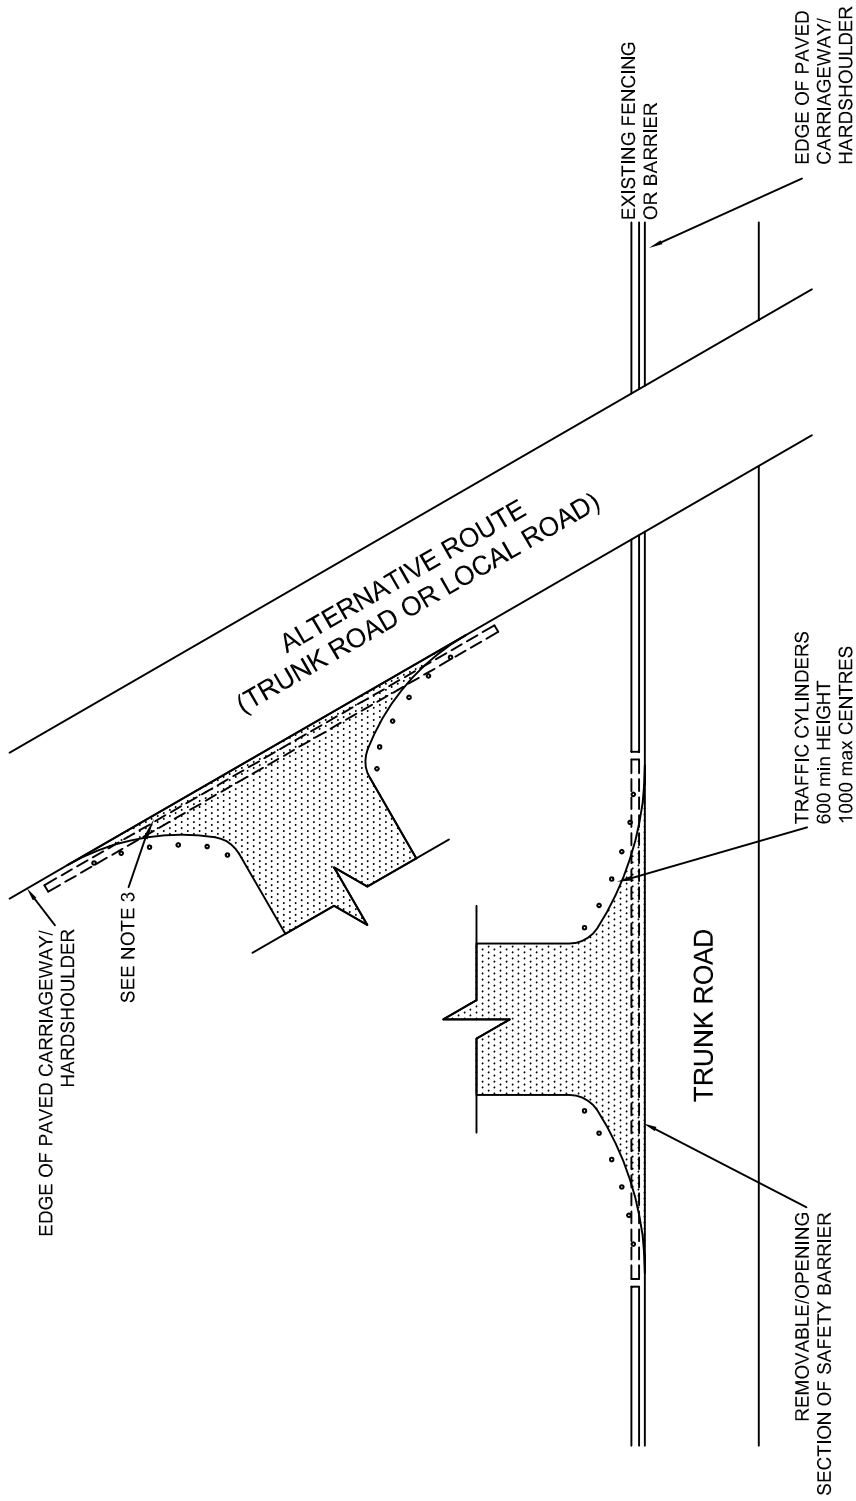 EDGE OF PAVED CARRIAGEWAY/
HARDSHOULDER
SEE NOTE 3
ALTERNATIVE ROUTE
(TRUNK ROAD OR LOCAL ROAD)
EXISTING FENCING
OR BARRIER
EDGE OF PAVED
CARRIAGEWAY/
HARDSHOULDER
TRUNK ROAD
TRAFFIC CYLINDERS
600 min HEIGHT
1000 max CENTRES
REMOVABLE/OPENING
SECTION OF SAFETY BARRIER